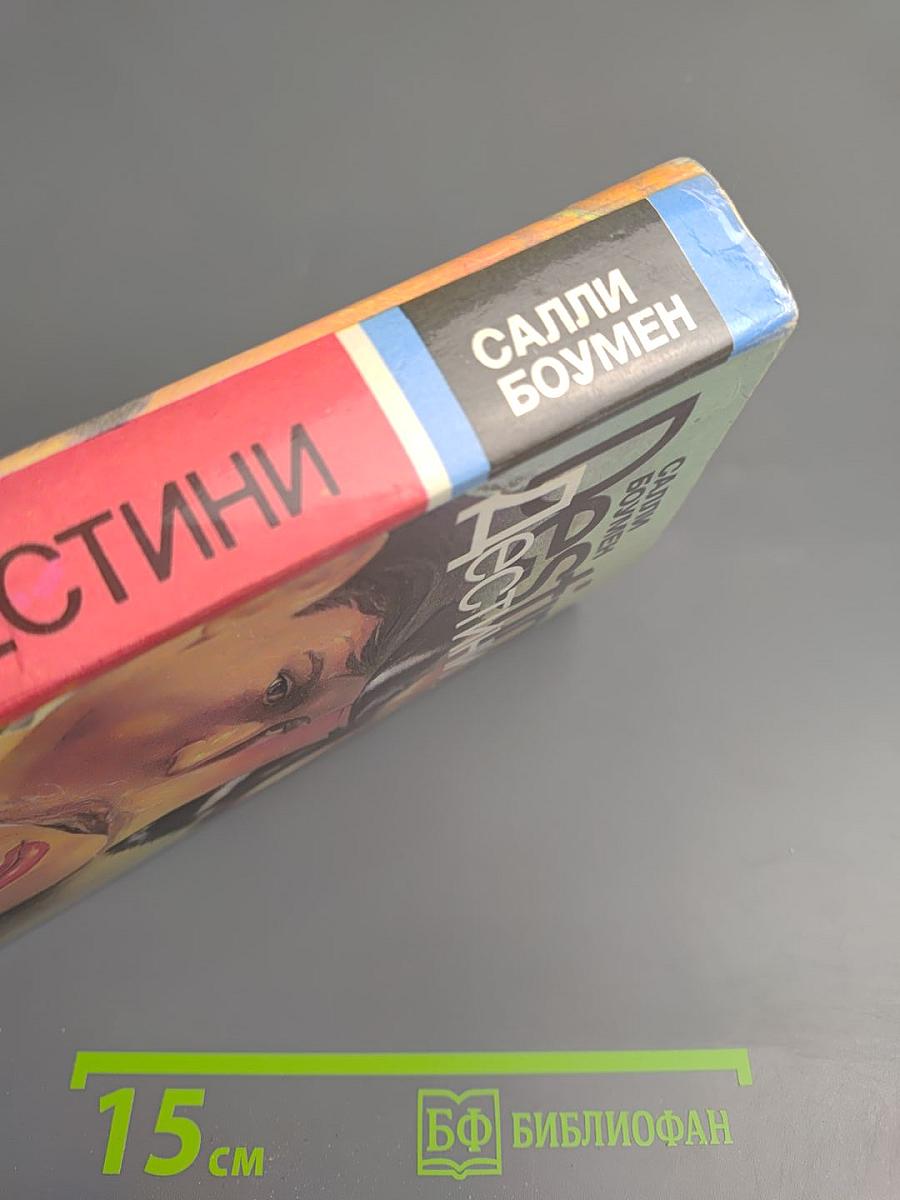 САЛЛИ
БОУМЕН
ЕСТИНИ
САЛЛИ
БОУМЕН
Дестини
15 см
БФ БИБЛИОФАН